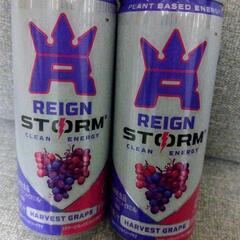 REIGN
STORM
CLEAN ENERGY
HARVEST GRAPE
PLANT BASED ENERGY
REIGN
STORM
CLEAN ENERGY
HARVEST GRAPE